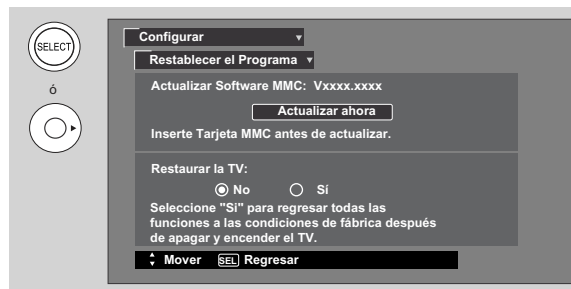 SELECT
ó
Configurar
Restablecer el Programa
Actualizar Software MMC: Vxxxx.xxxx
Actualizar ahora
Inserte Tarjeta MMC antes de actualizar.
Restaurar la TV:
No Sí
Seleccione "Si" para regresar todas las
funciones a las condiciones de fábrica después
de apagar y encender el TV.
Mover SEL Regresar